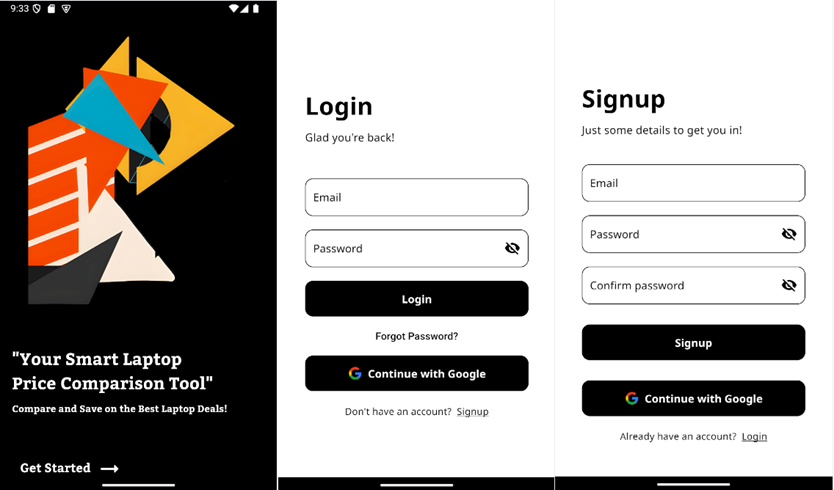 9:33
"Your Smart Laptop
Price Comparison Tool"
Compare and Save on the Best Laptop Deals!
Get Started
Login
Glad you're back!
Email
Password
Login
Forgot Password?
Continue with Google
Don't have an account? Signup
Signup
Just some details to get you in!
Email
Password
Confirm password
Signup
Continue with Google
Already have an account? Login